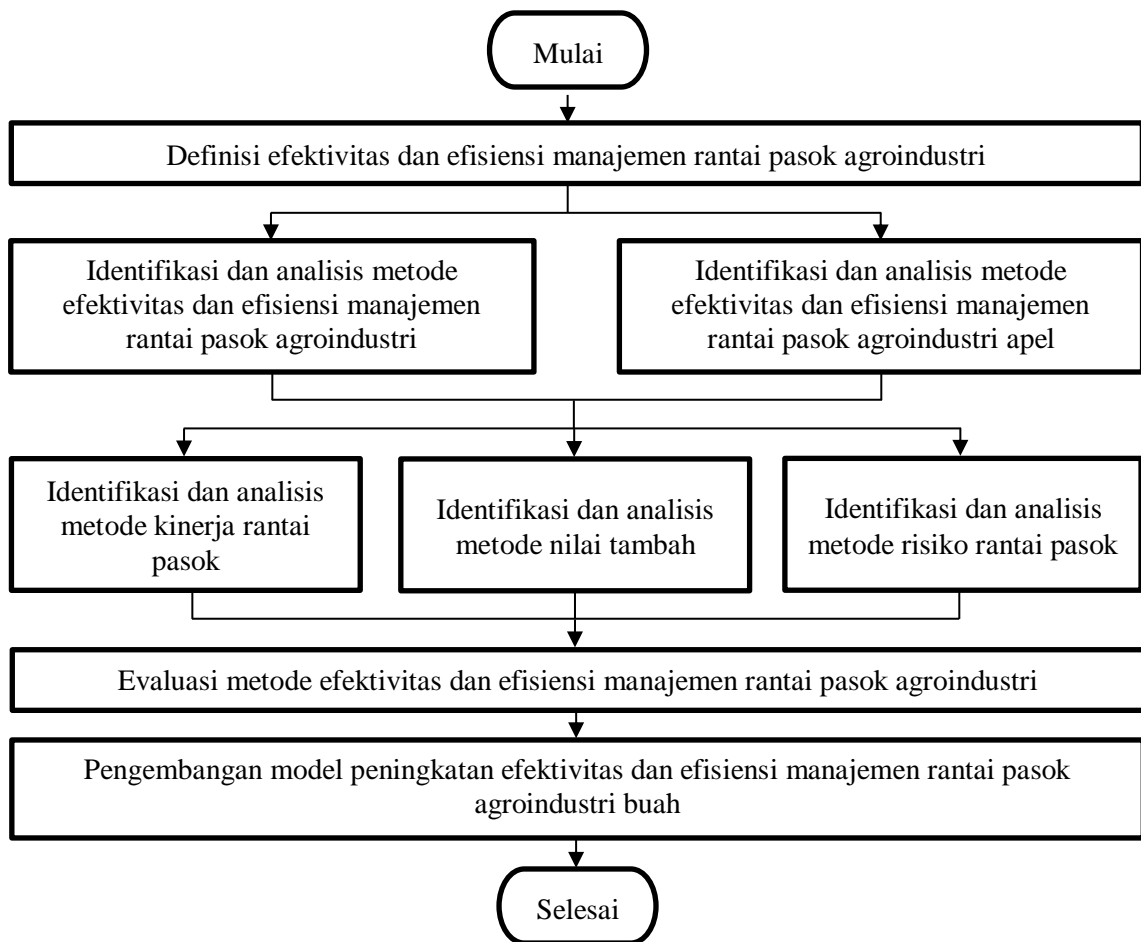 Mulai
Definisi efektivitas dan efisiensi manajemen rantai pasok agroindustri
Identifikasi dan analisis metode
efektivitas dan efisiensi manajemen
rantai pasok agroindustri
Identifikasi dan analisis metode
efektivitas dan efisiensi manajemen
rantai pasok agroindustri apel
Identifikasi dan analisis
metode kinerja rantai
pasok
Identifikasi dan analisis
metode nilai tambah
Identifikasi dan analisis
metode risiko rantai pasok
Evaluasi metode efektivitas dan efisiensi manajemen rantai pasok agroindustri
Pengembangan model peningkatan efektivitas dan efisiensi manajemen rantai pasok
agroindustri buah
Selesai